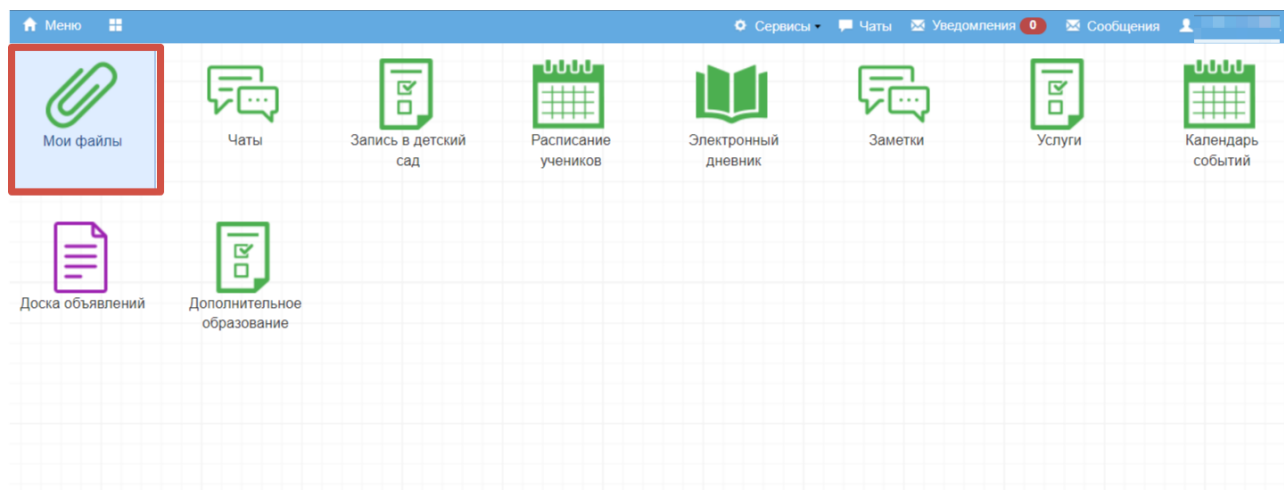 Меню
Сервисы Чаты Уведомления 0 Сообщения
Мои файлы
Чаты
Запись в детский
сад
Расписание
учеников
Электронный
дневник
Заметки
Услуги
Календарь
событий
Доска объявлений
Дополнительное
образование